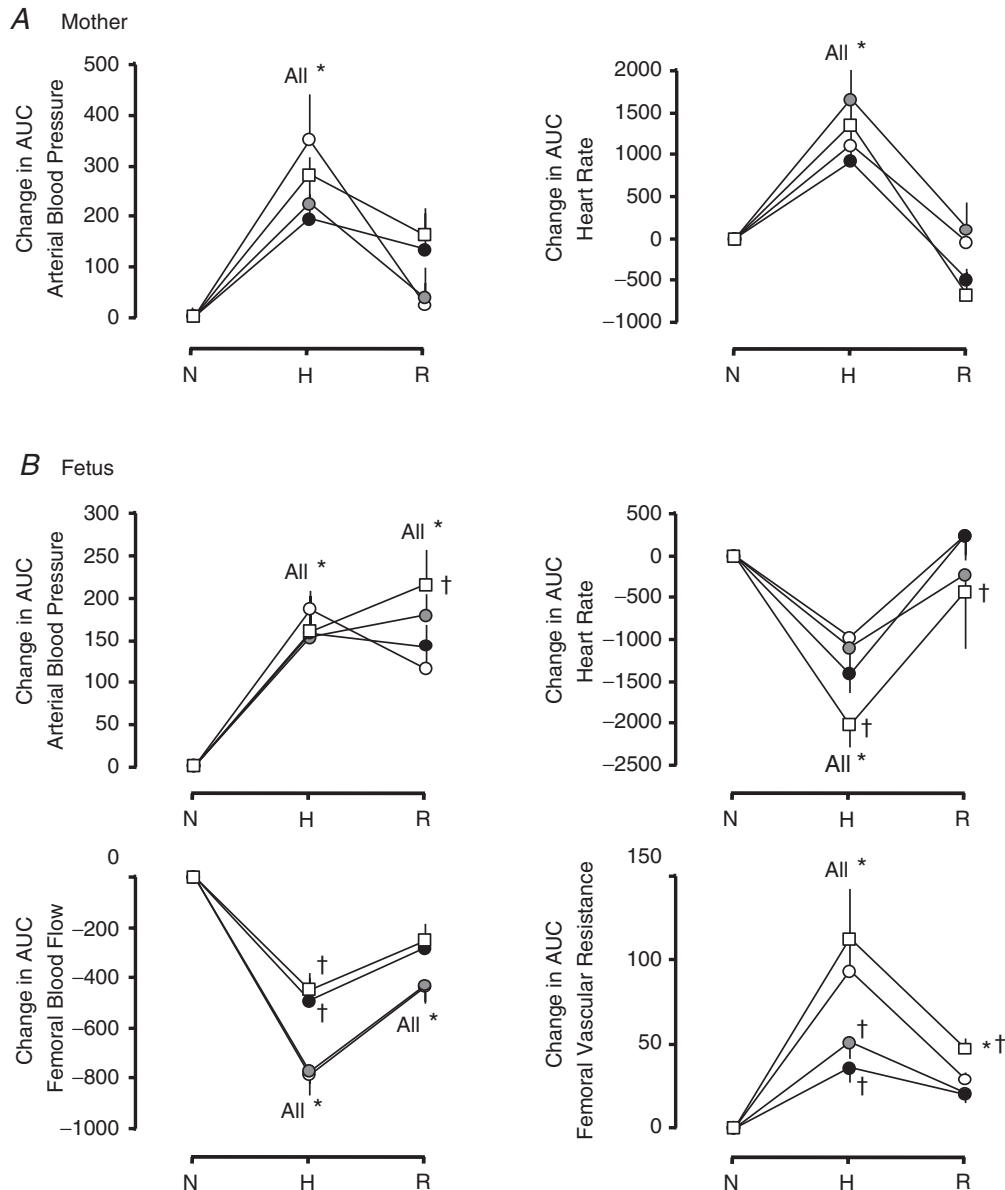 A Mother
Change in AUC
Arterial Blood Pressure
500
400
300
200
100
0
All *
N H R
Change in AUC
Heart Rate
2000
1500
1000
500
0
−500
−1000
All *
N H R
B Fetus
Change in AUC
Arterial Blood Pressure
300
250
200
150
100
50
0
All *
All *
†
N H R
Change in AUC
Heart Rate
500
0
−500
−1000
−1500
−2000
−2500
†
†
All *
N H R
Change in AUC
Femoral Blood Flow
0
−200
−400
−600
−800
−1000
†
†
All *
All *
N H R
Change in AUC
Femoral Vascular Resistance
150
100
50
0
All *
†
†
* †
N H R